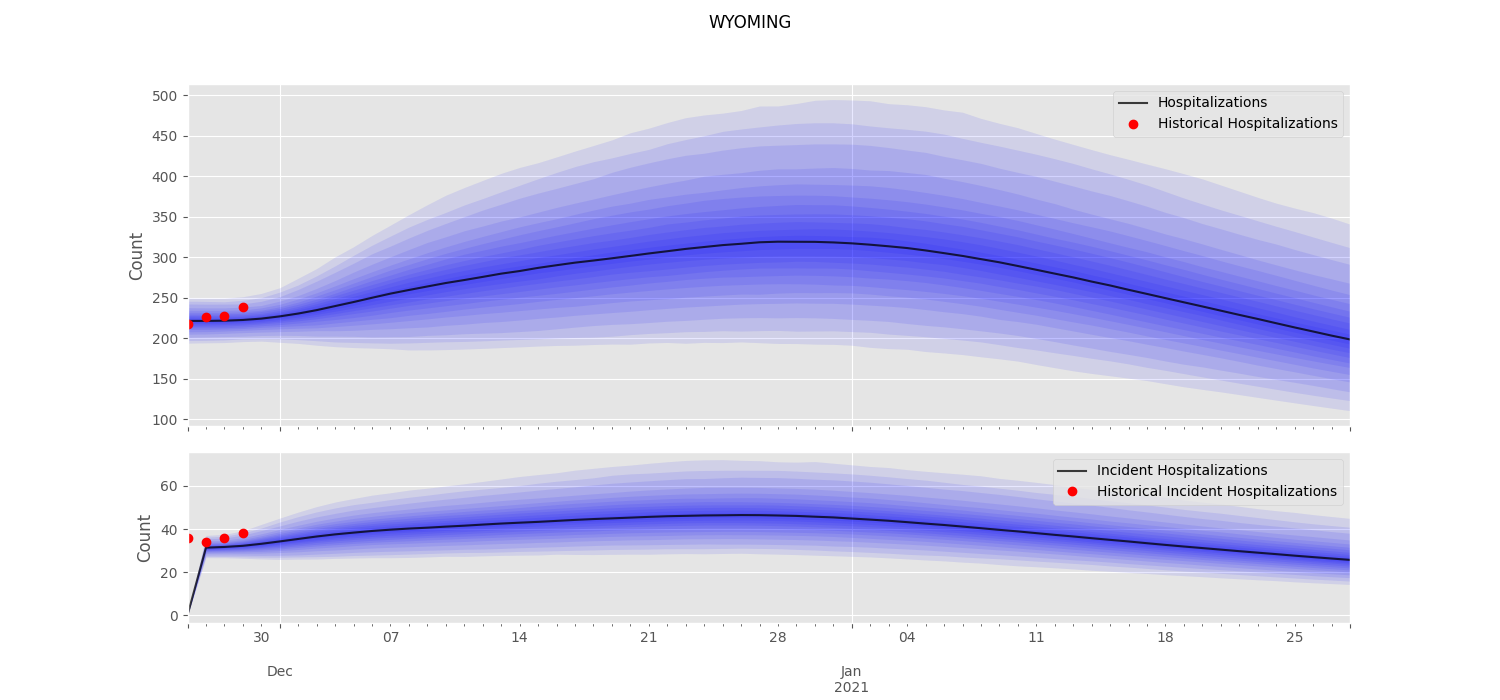 WYOMING
500
450
400
350
300
250
200
150
100
Count
Hospitalizations
Historical Hospitalizations
60
40
20
0
Count
Incident Hospitalizations
Historical Incident Hospitalizations
30 07 14 21 28 04 11 18 25
Dec Jan
2021